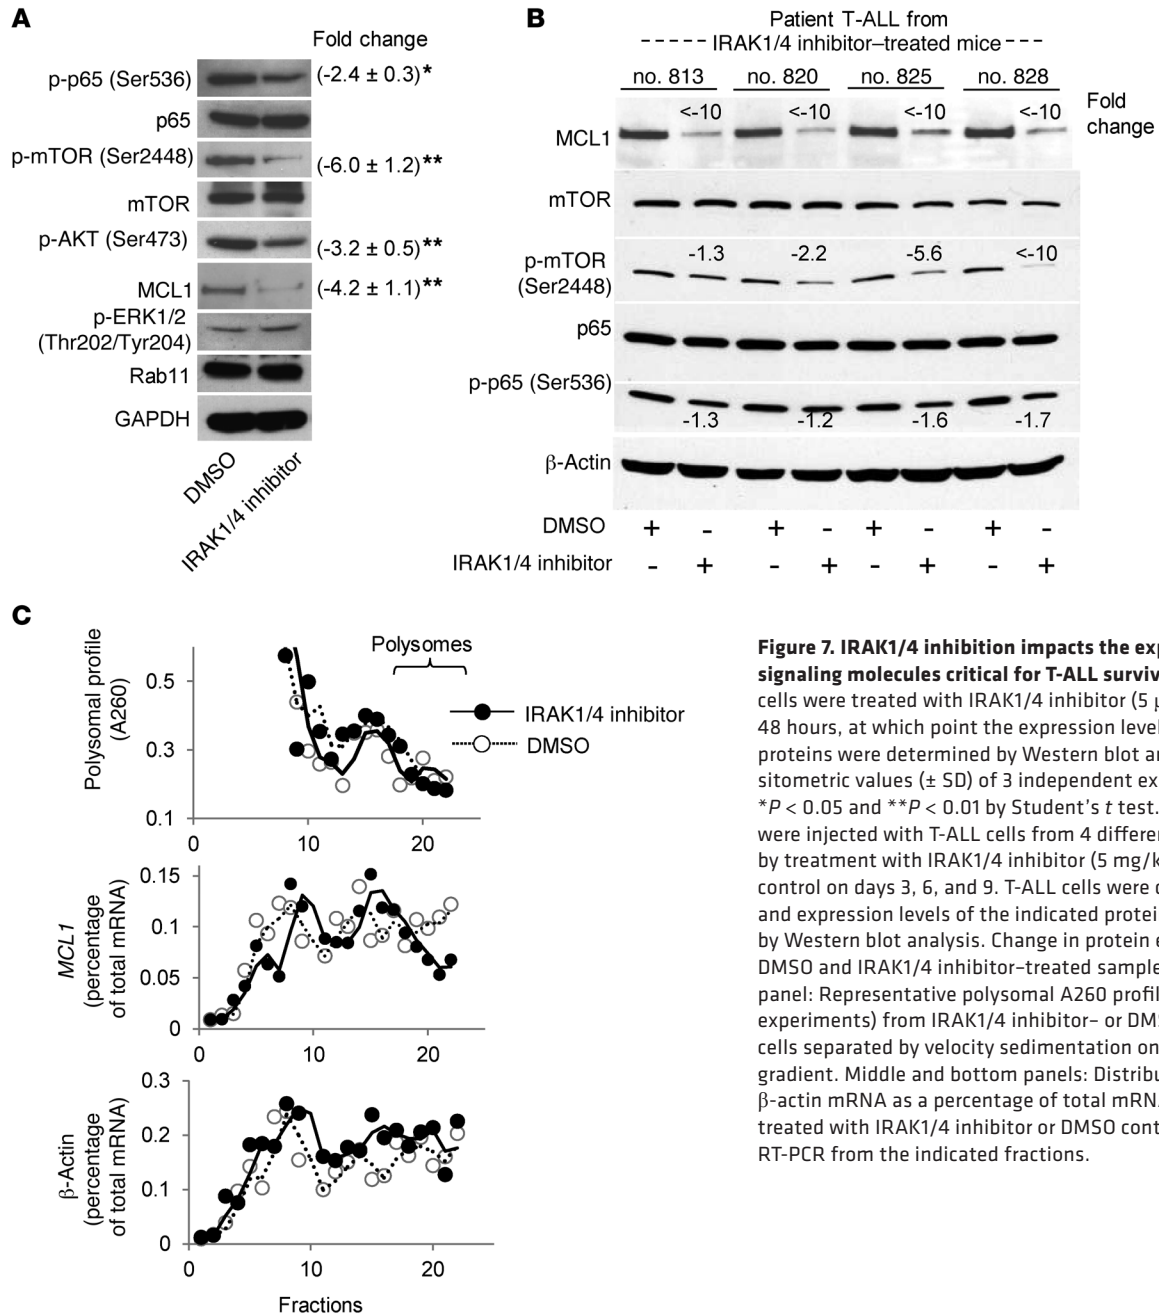 A
Fold change
p-p65 (Ser536)
(-2.4 ± 0.3)*
p65
p-mTOR (Ser2448)
(-6.0 ± 1.2)**
mTOR
p-AKT (Ser473)
(-3.2 ± 0.5)**
MCL1
(-4.2 ± 1.1)**
p-ERK1/2
(Thr202/Tyr204)
Rab11
GAPDH
DMSO
IRAK1/4 inhibitor
B
Patient T-ALL from
IRAK1/4 inhibitor–treated mice
no. 813 no. 820 no. 825 no. 828
<-10 <-10 <-10 <-10
Fold
change
MCL1
mTOR
-1.3 -2.2 -5.6 <-10
p-mTOR
(Ser2448)
p65
p-p65 (Ser536)
-1.3 -1.2 -1.6 -1.7
β-Actin
DMSO + - + - + - + -
IRAK1/4 inhibitor - + - + - + - +
C
Polysomes
Polysomal profile
(A260)
0.5
0.3
0.1
0 10 20
IRAK1/4 inhibitor
DMSO
MCL1
(percentage
of total mRNA)
0.15
0.1
0.05
0
0 10 20
β-Actin
(percentage
of total mRNA)
0.3
0.2
0.1
0
0 10 20
Fractions
Figure 7. IRAK1/4 inhibition impacts the exp
signaling molecules critical for T-ALL surviv
cells were treated with IRAK1/4 inhibitor (5 μ
48 hours, at which point the expression level
proteins were determined by Western blot ar
sitometric values (± SD) of 3 independent ex
*P < 0.05 and **P < 0.01 by Student's t test.
were injected with T-ALL cells from 4 differer
by treatment with IRAK1/4 inhibitor (5 mg/k
control on days 3, 6, and 9. T-ALL cells were c
and expression levels of the indicated protein
by Western blot analysis. Change in protein e
DMSO and IRAK1/4 inhibitor–treated sample
panel: Representative polysomal A260 profil
experiments) from IRAK1/4 inhibitor– or DMS
cells separated by velocity sedimentation on
gradient. Middle and bottom panels: Distribu
β-actin mRNA as a percentage of total mRNA
treated with IRAK1/4 inhibitor or DMSO cont
RT-PCR from the indicated fractions.